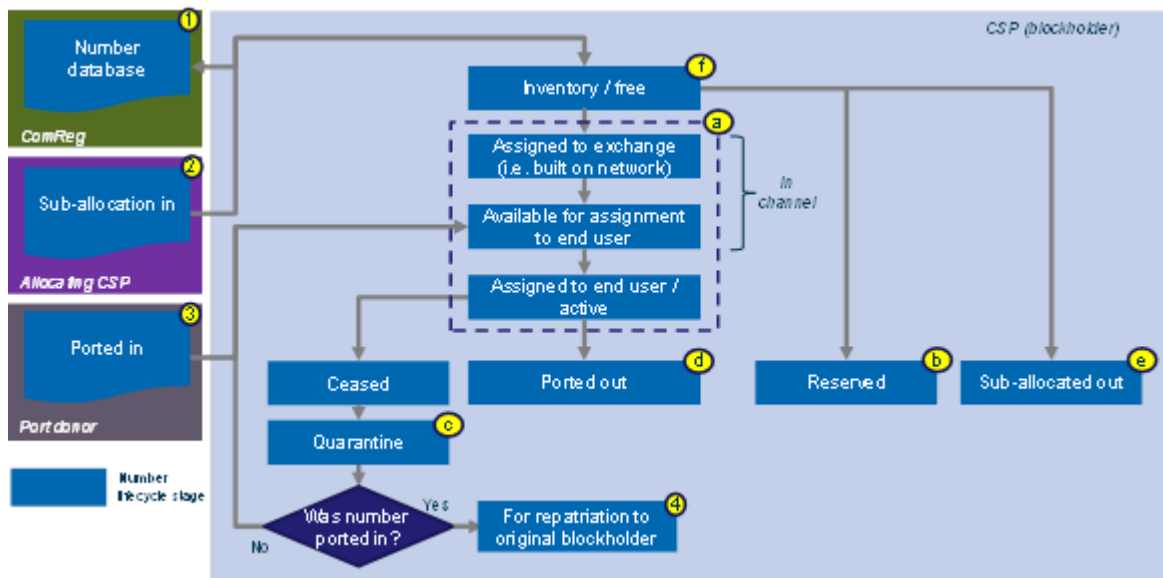 1
Number
database
ComReg
2
Sub-allocation in
Allocating CSP
3
Ported in
Port donor
Number
lifecycle stage
CSP (blockholder)
f
Inventory / free
a
Assigned to exchange
(i.e. built on network)
In
channel
Available for assignment
to end user
Assigned to end user /
active
Ceased
d
Ported out
b
Reserved
e
Sub-allocated out
c
Quarantine
Was number
ported in?
Yes
No
4
For repatriation to
original blockholder